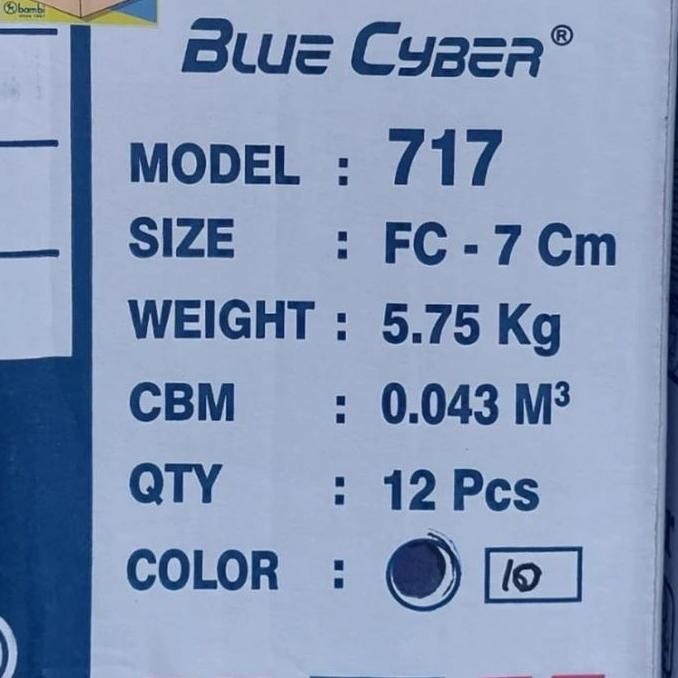 bambi
BLUE CYBER®
MODEL : 717
SIZE : FC - 7 Cm
WEIGHT : 5.75 Kg
CBM : 0.043 M³
QTY : 12 Pcs
COLOR : 10